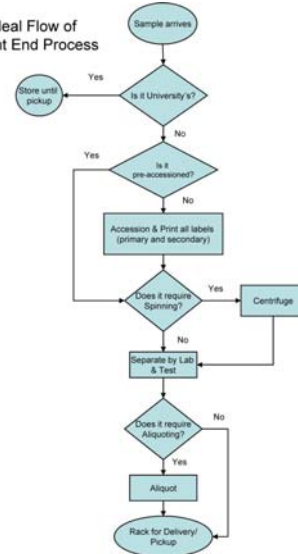 eal Flow of
nt End Process
Sample arrives
Yes
Store until
pickup
Is it University's?
No
Yes
Is it
pre-accessioned?
No
Accession & Print all labels
(primary and secondary)
Does it require
Spinning?
Yes
Centrifuge
No
Separate by Lab
& Test
Does it require
Aliquoting?
No
Yes
Aliquot
Rack for Delivery/
Pickup